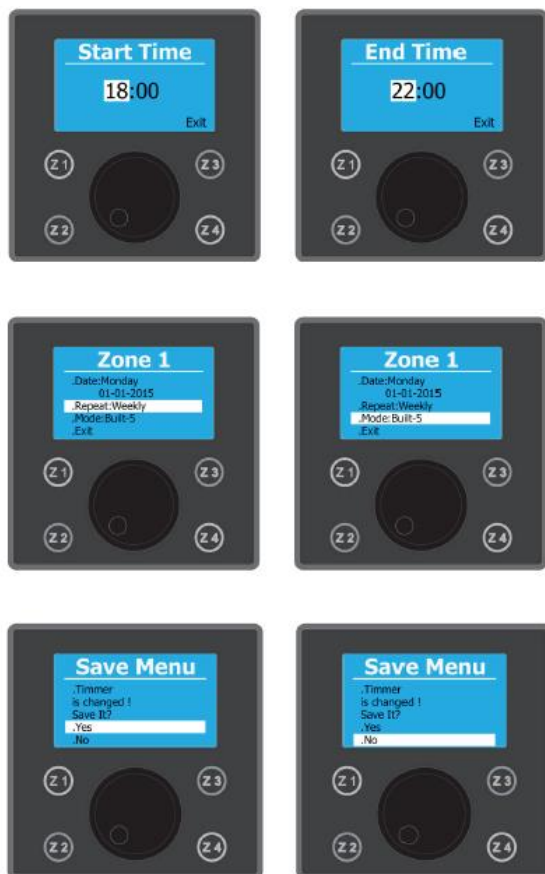 Start Time
18:00
Exit
Z1
Z3
Z2
Z4
End Time
22:00
Exit
Z1
Z3
Z2
Z4
Zone 1
.Date:Monday
01-01-2015
.Repeat:Weekly
.Mode:Built-5
.Exit
Z1
Z3
Z2
Z4
Zone 1
.Date:Monday
01-01-2015
.Repeat:Weekly
.Mode:Built-5
.Exit
Z1
Z3
Z2
Z4
Save Menu
.Timmer
is changed !
Save It?
.Yes
.No
Z1
Z3
Z2
Z4
Save Menu
.Timmer
is changed !
Save It?
.Yes
.No
Z1
Z3
Z2
Z4